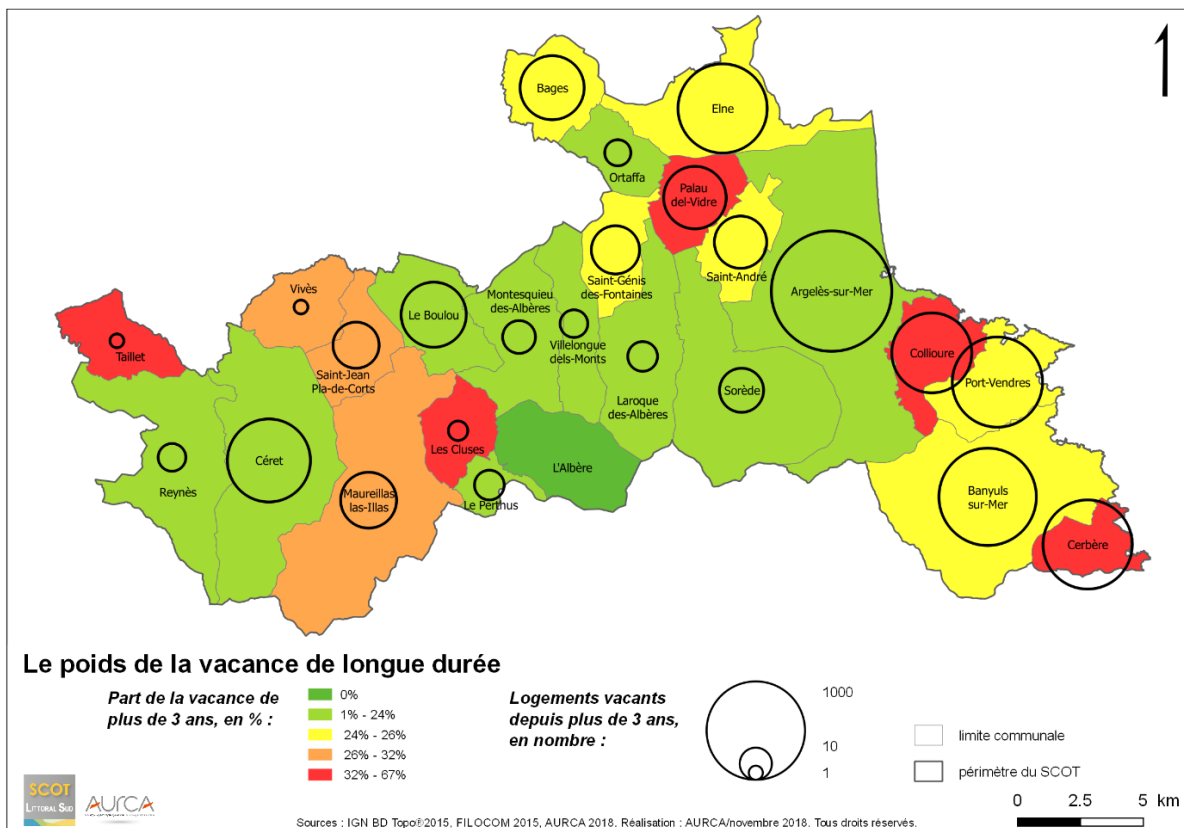 Bages
Elne
Ortaffa
Palau
del-Vidre
Saint-André
Saint-Génis
des-Fontaines
Argelès-sur-Mer
Vivès
Le Boulou
Montesquieu
des-Albères
Villelongue
dels-Monts
Taillet
Saint-Jean
Pla-de-Corts
Collioure
Port-Vendres
Laroque
des-Albères
Sorède
Les Cluses
Céret
Reynès
L'Albère
Le Perthus
Maureillas
las-Illas
Banyuls
sur-Mer
Cerbère
Le poids de la vacance de longue durée
Part de la vacance de
plus de 3 ans, en % :
0%
1% - 24%
24% - 26%
26% - 32%
32% - 67%
Logements vacants
depuis plus de 3 ans,
en nombre :
1000
10
1
limite communale
périmètre du SCOT
0 2.5 5 km
SCOT
LITTORAL SUD
AURCA
Sources : IGN BD Topo®2015, FILOCOM 2015, AURCA 2018. Réalisation : AURCA/novembre 2018. Tous droits réservés.